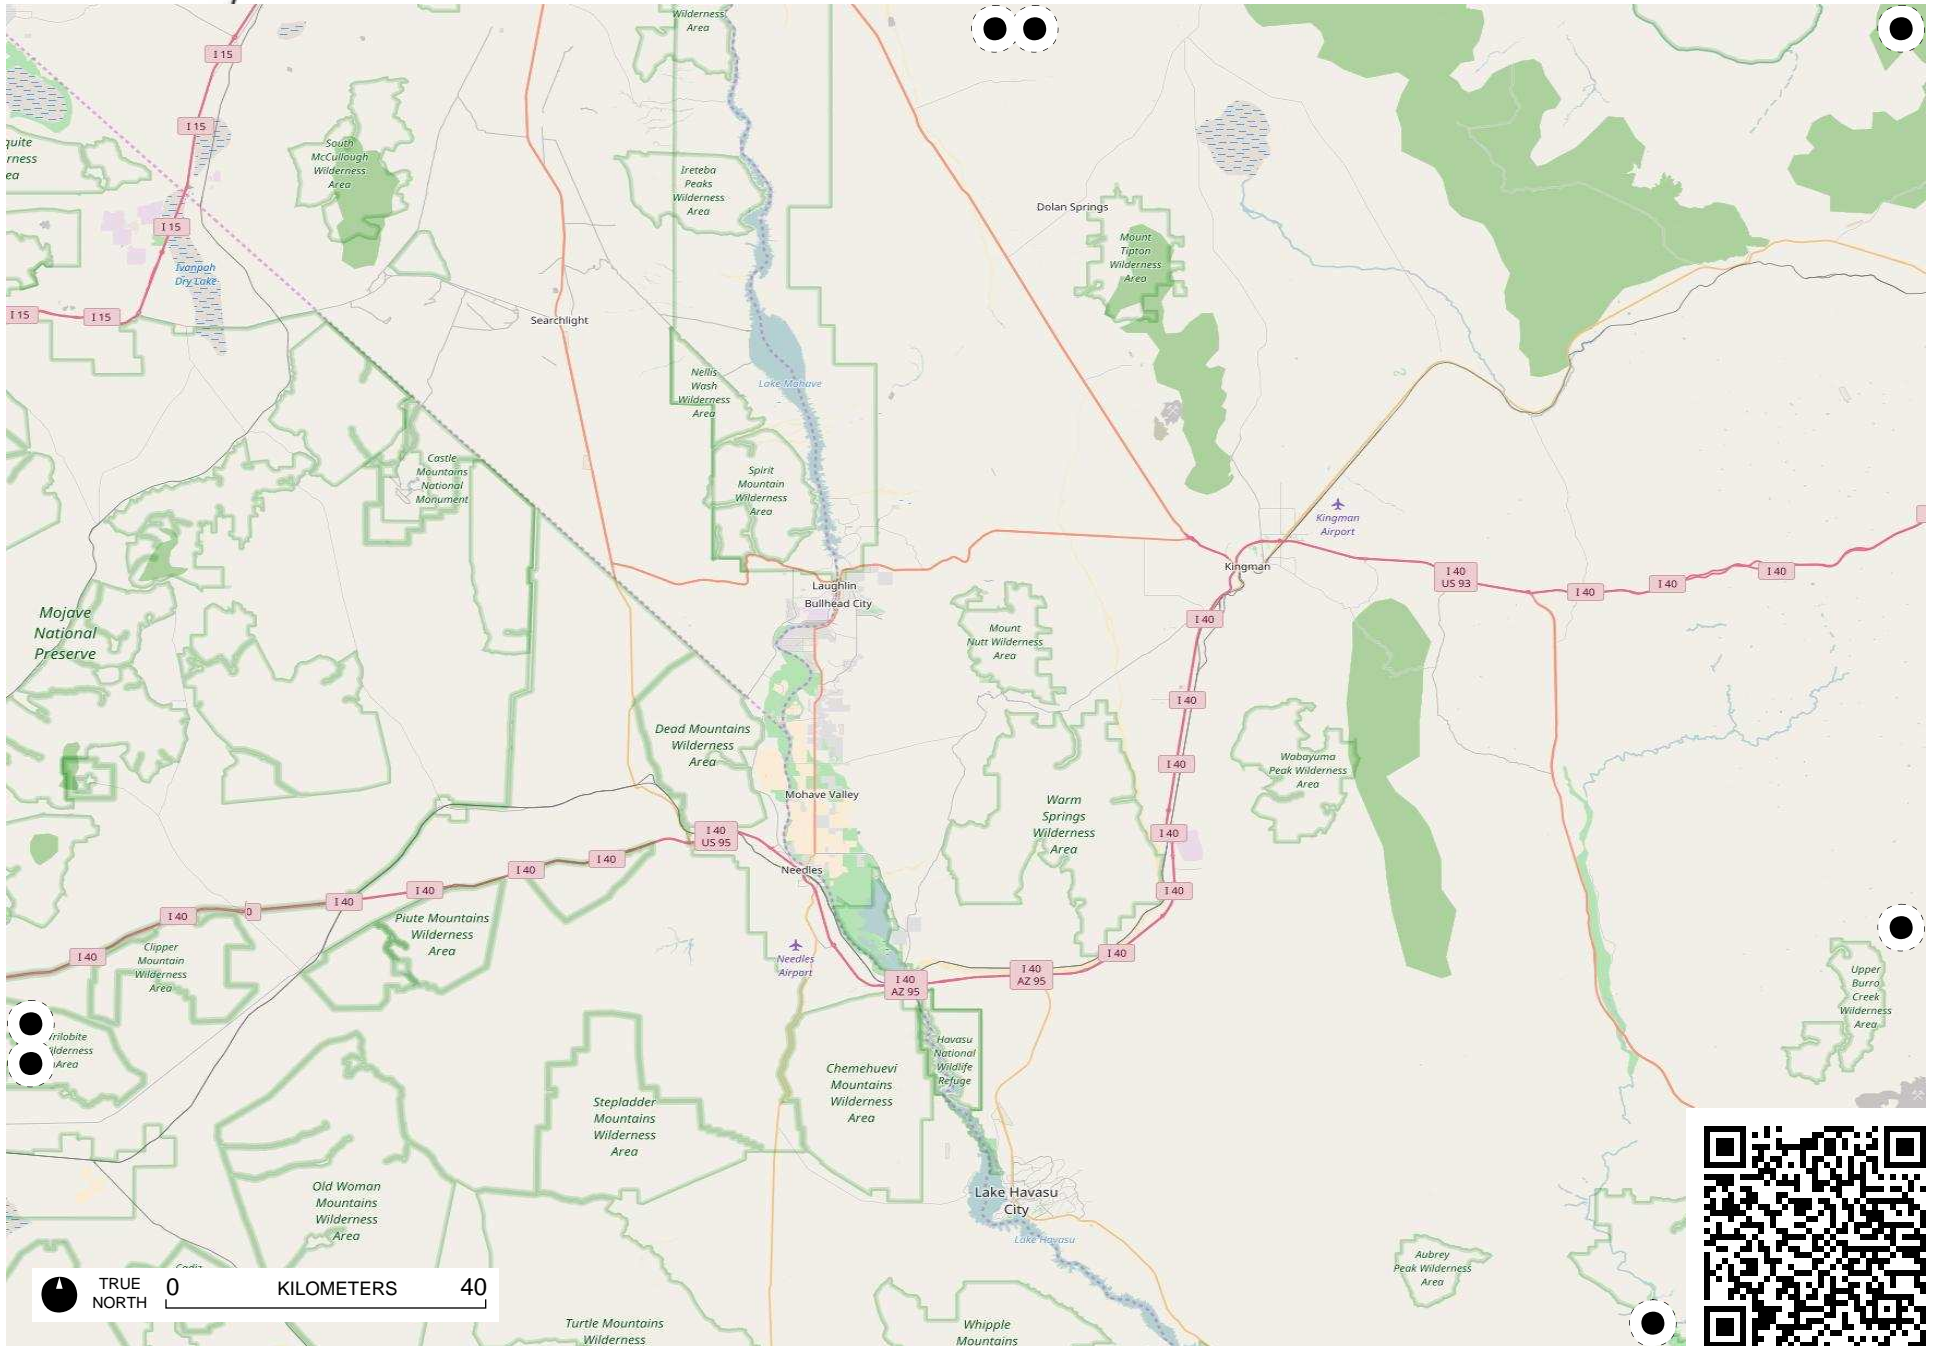 Wilderness
Area
I 15
I 15
South
McCullough
Wilderness
Area
Ireteba
Peaks
Wilderness
Area
Dolan Springs
I 15
Mount
Tipton
Wilderness
Area
Ivanpah
Dry Lake
I 15
I 15
Searchlight
Nellis
Wash
Wilderness
Area
Lake Mohave
Castle
Mountains
National
Monument
Spirit
Mountain
Wilderness
Area
Kingman
Airport
Kingman
I 40
US 93
I 40
I 40
I 40
Laughlin
Bullhead City
Mojave
National
Preserve
I 40
Mount
Nutt Wilderness
Area
I 40
Dead Mountains
Wilderness
Area
I 40
Wabayuma
Peak Wilderness
Area
Mohave Valley
Warm
Springs
Wilderness
Area
I 40
US 95
I 40
I 40
I 40
Needles
I 40
I 40
I 40
I 40
0
Piute Mountains
Wilderness
Area
Clipper
Mountain
Wilderness
Area
I 40
Needles
Airport
I 40
AZ 95
I 40
AZ 95
I 40
Upper
Burro
Creek
Wilderness
Area
Havasu
National
Wildlife
Refuge
Chemehuevi
Mountains
Wilderness
Area
Stepladder
Mountains
Wilderness
Area
Old Woman
Mountains
Wilderness
Area
Lake Havasu
City
Lake Havasu
Aubrey
Peak Wilderness
Area
TRUE
NORTH
0 KILOMETERS 40
Turtle Mountains
Wilderness
Whipple
Mountains